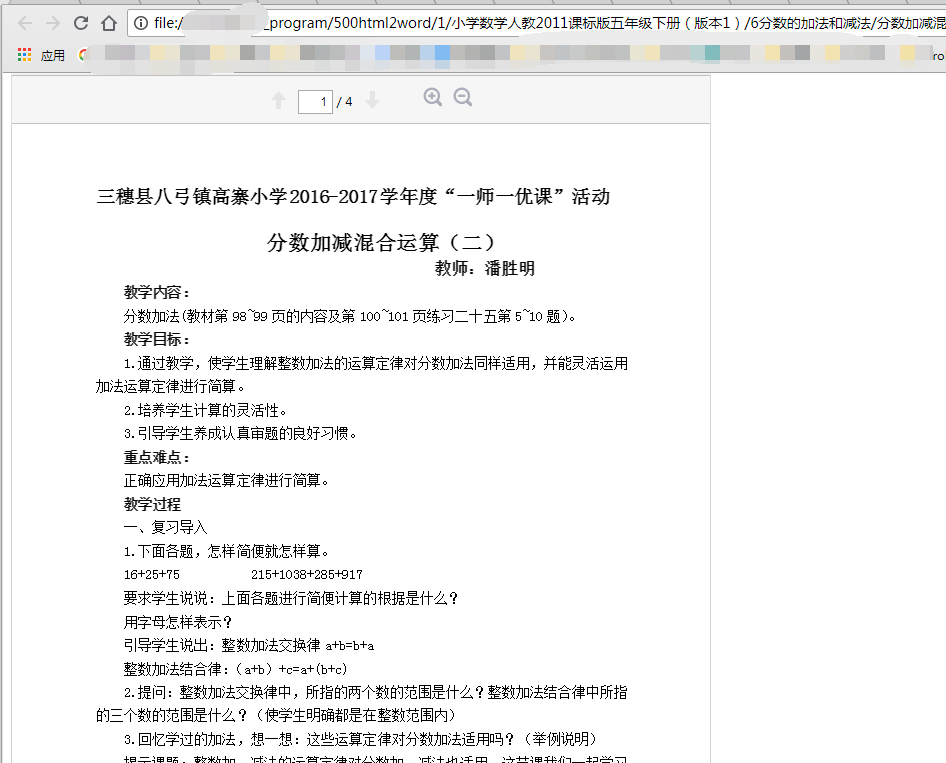 file:/
_program/500html2word/1/小学数学人教2011课标版五年级下册（版本1）/6分数的加法和减法/分数加减混
应用
1 / 4
三穗县八弓镇高寨小学2016-2017学年度“一师一优课”活动
分数加减混合运算（二）
教师：潘胜明
教学内容：
分数加法(教材第98~99页的内容及第100~101页练习二十五第5~10题)。
教学目标：
1.通过教学，使学生理解整数加法的运算定律对分数加法同样适用，并能灵活运用
加法运算定律进行简算。
2.培养学生计算的灵活性。
3.引导学生养成认真审题的良好习惯。
重点难点：
正确应用加法运算定律进行简算。
教学过程
一、复习导入
1.下面各题，怎样简便就怎样算。
16+25+75 215+1038+285+917
要求学生说说：上面各题进行简便计算的根据是什么？
用字母怎样表示？
引导学生说出：整数加法交换律 a+b=b+a
整数加法结合律：（a+b）+c=a+(b+c)
2.提问：整数加法交换律中，所指的两个数的范围是什么？整数加法结合律中所指
的三个数的范围是什么？（使学生明确都是在整数范围内）
3.回忆学过的加法，想一想：这些运算定律对分数加法适用吗？（举例说明）